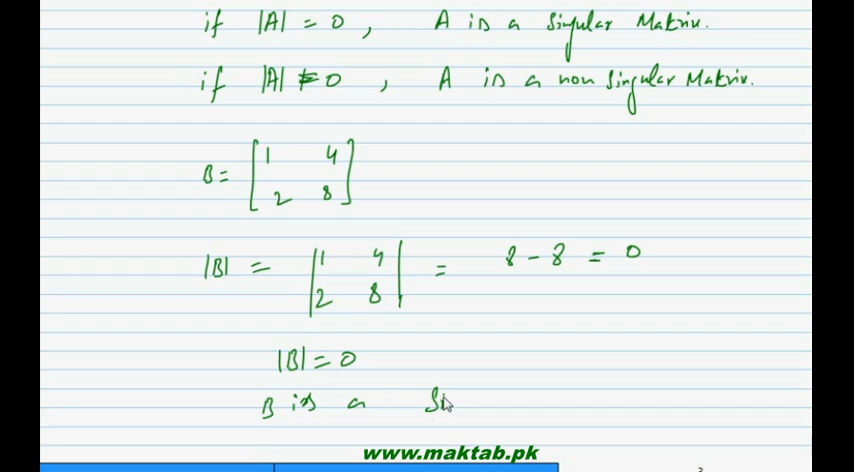 if |A| = 0 , A is a Singular Matrix.
if |A| ≠ 0 , A is a non Singular Matrix.
B = [ 1 4
2 8 ]
|B| = | 1 4 | = 8 - 8 = 0
| 2 8 |
|B| = 0
B is a Si
www.maktab.pk